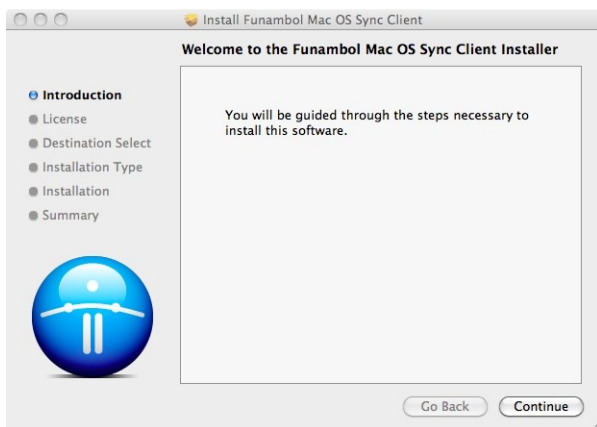 Install Funambol Mac OS Sync Client
Welcome to the Funambol Mac OS Sync Client Installer
Introduction
License
Destination Select
Installation Type
Installation
Summary
You will be guided through the steps necessary to
install this software.
Go Back
Continue